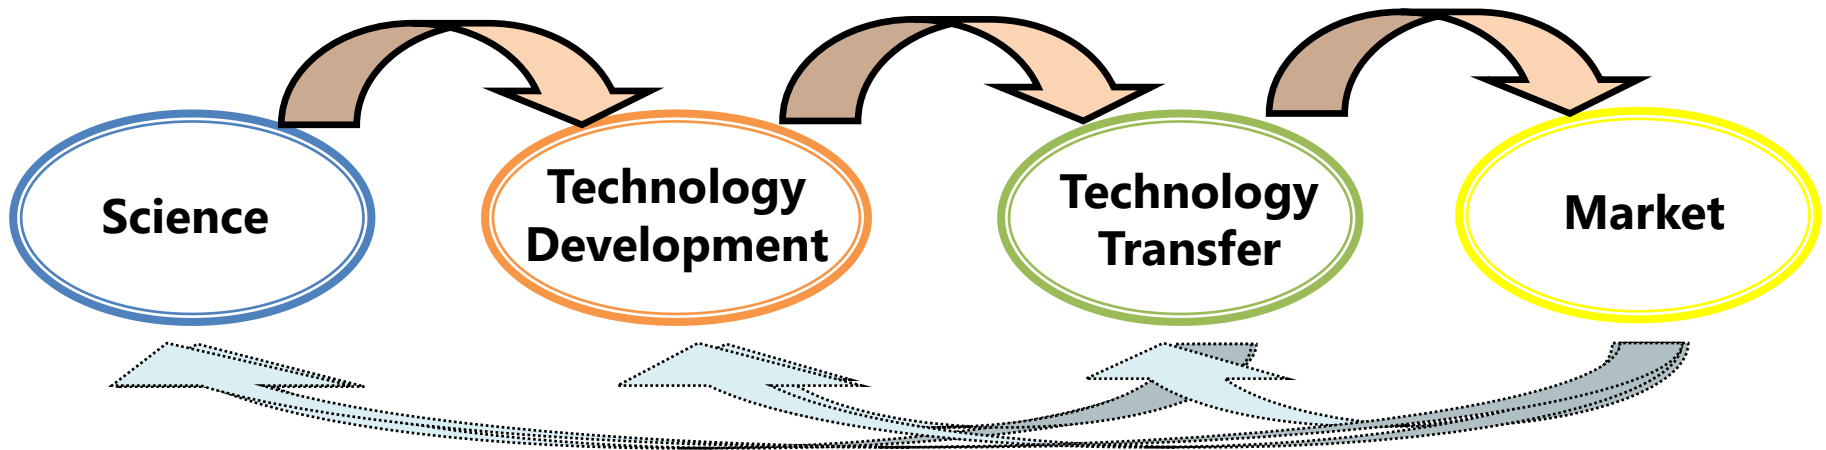 Science
Technology
Development
Technology
Transfer
Market